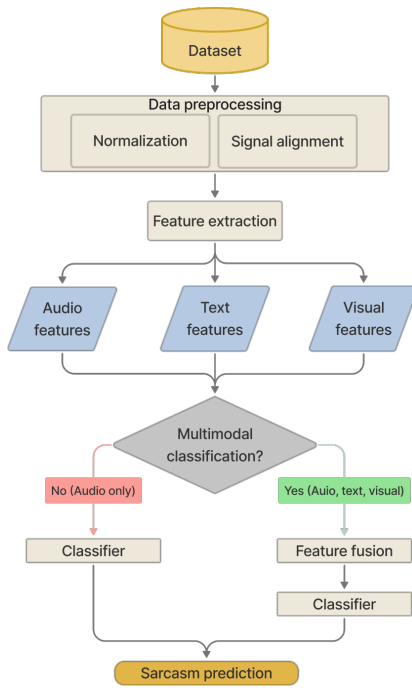 Dataset
Data preprocessing
Normalization
Signal alignment
Feature extraction
Audio
features
Text
features
Visual
features
Multimodal
classification?
No (Audio only)
Yes (Auio, text, visual)
Classifier
Feature fusion
Classifier
Sarcasm prediction